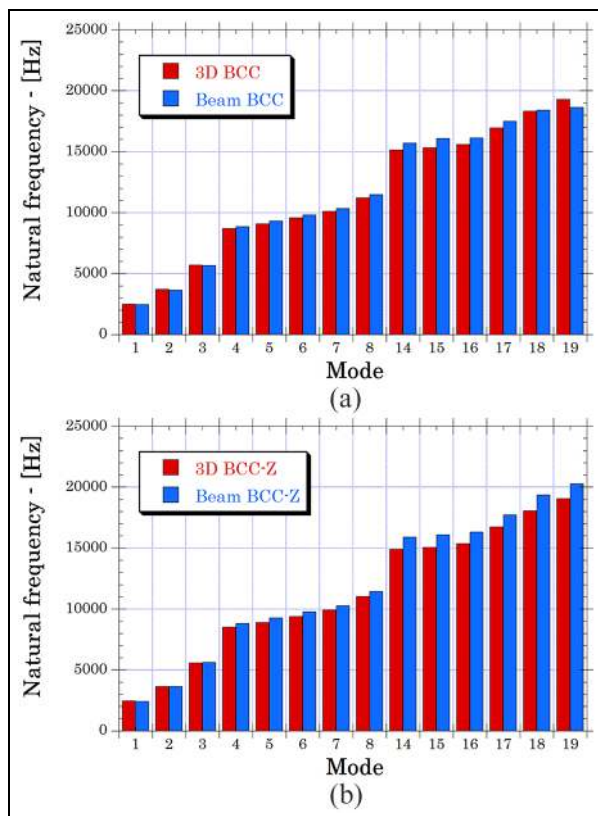 25000
20000
15000
10000
5000
0
Natural frequency - [Hz]
3D BCC
Beam BCC
1 2 3 4 5 6 7 8 14 15 16 17 18 19
Mode
(a)
25000
20000
15000
10000
5000
0
Natural frequency - [Hz]
3D BCC-Z
Beam BCC-Z
1 2 3 4 5 6 7 8 14 15 16 17 18 19
Mode
(b)